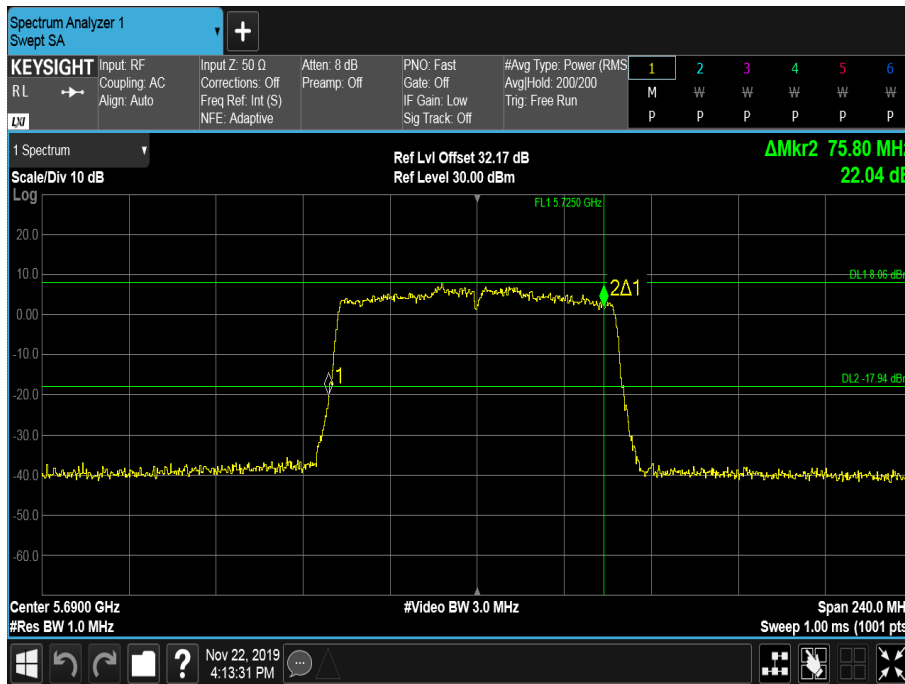 Spectrum Analyzer 1
Swept SA
KEYSIGHT
RL
LXI
Input: RF
Coupling: AC
Align: Auto
Input Z: 50 Ω
Corrections: Off
Freq Ref: Int (S)
NFE: Adaptive
Atten: 8 dB
Preamp: Off
PNO: Fast
Gate: Off
IF Gain: Low
Sig Track: Off
#Avg Type: Power (RMS
Avg|Hold: 200/200
Trig: Free Run
1 2 3 4 5 6
M W W W W W
P P P P P P
1 Spectrum
Scale/Div 10 dB
Ref Lvl Offset 32.17 dB
Ref Level 30.00 dBm
ΔMkr2 75.80 MHz
22.04 dB
Log
FL1 5.7250 GHz
20.0
10.0
DL1 8.06 dBm
2Δ1
0.00
-10.0
1
DL2 -17.94 dBm
-20.0
-30.0
-40.0
-50.0
-60.0
Center 5.6900 GHz
#Video BW 3.0 MHz
Span 240.0 MHz
#Res BW 1.0 MHz
Sweep 1.00 ms (1001 pts
?
Nov 22, 2019
4:13:31 PM